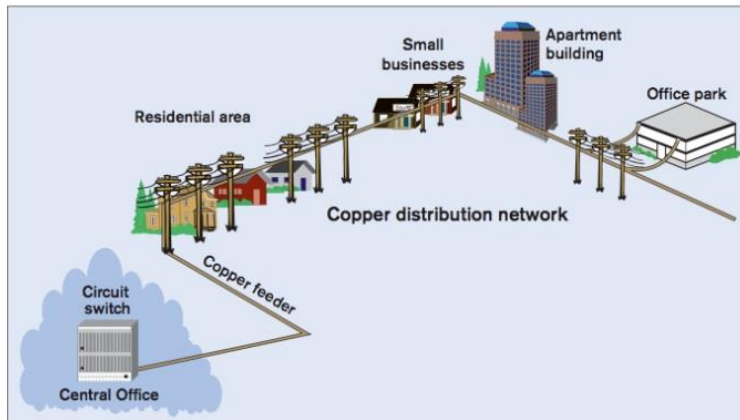 Small
businesses
Apartment
building
Residential area
Office park
Copper distribution network
Copper feeder
Circuit
switch
Central Office